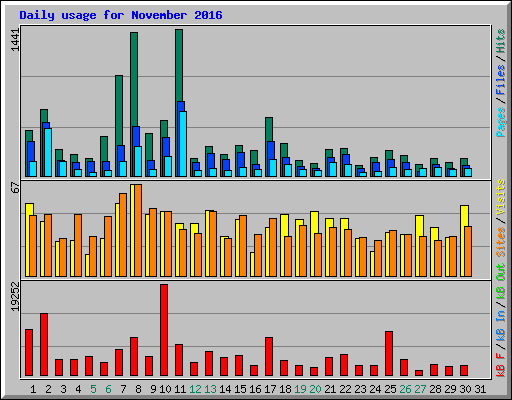 Daily usage for November 2016
1441
67
19252
Pages / Files / Hits
Sites / Visits
kB F / kB In / kB Out
1 2 3 4 5 6 7 8 9 10 11 12 13 14 15 16 17 18 19 20 21 22 23 24 25 26 27 28 29 30 31